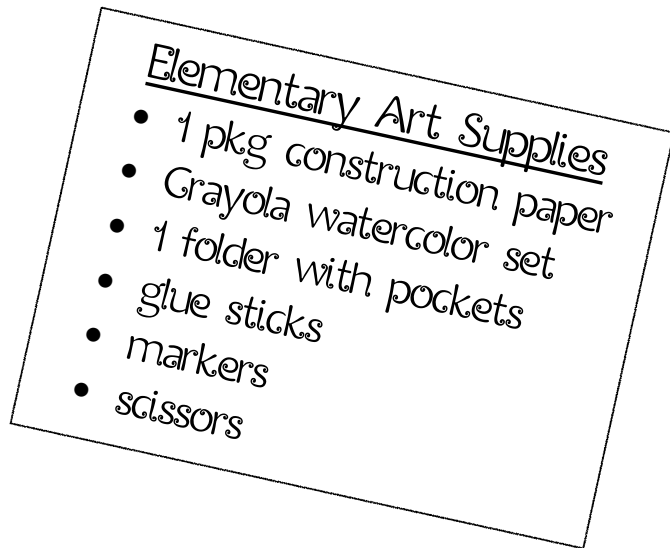 Elementary Art Supplies
• 1 pkg construction paper
• Crayola watercolor set
• 1 folder with pockets
• glue sticks
• markers
• scissors